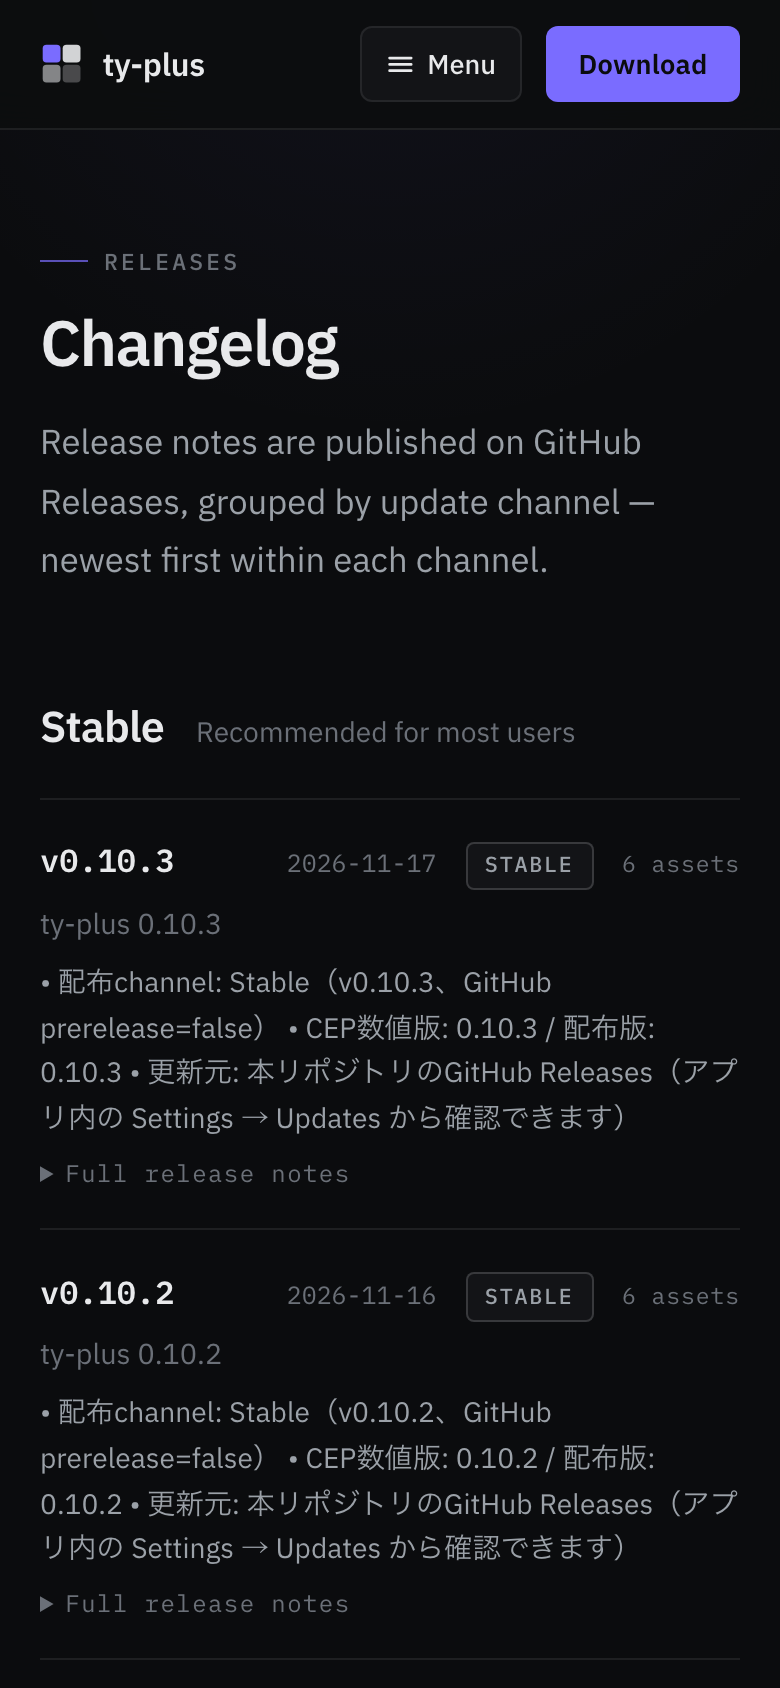 ty-plus
Menu
Download
RELEASES
Changelog
Release notes are published on GitHub
Releases, grouped by update channel —
newest first within each channel.
Stable Recommended for most users
v0.10.3 2026-11-17 STABLE 6 assets
ty-plus 0.10.3
• 配布channel: Stable（v0.10.3、GitHub
prerelease=false） • CEP数値版: 0.10.3 / 配布版:
0.10.3 • 更新元: 本リポジトリのGitHub Releases（アプ
リ内の Settings → Updates から確認できます）
▶ Full release notes
v0.10.2 2026-11-16 STABLE 6 assets
ty-plus 0.10.2
• 配布channel: Stable（v0.10.2、GitHub
prerelease=false） • CEP数値版: 0.10.2 / 配布版:
0.10.2 • 更新元: 本リポジトリのGitHub Releases（アプ
リ内の Settings → Updates から確認できます）
▶ Full release notes